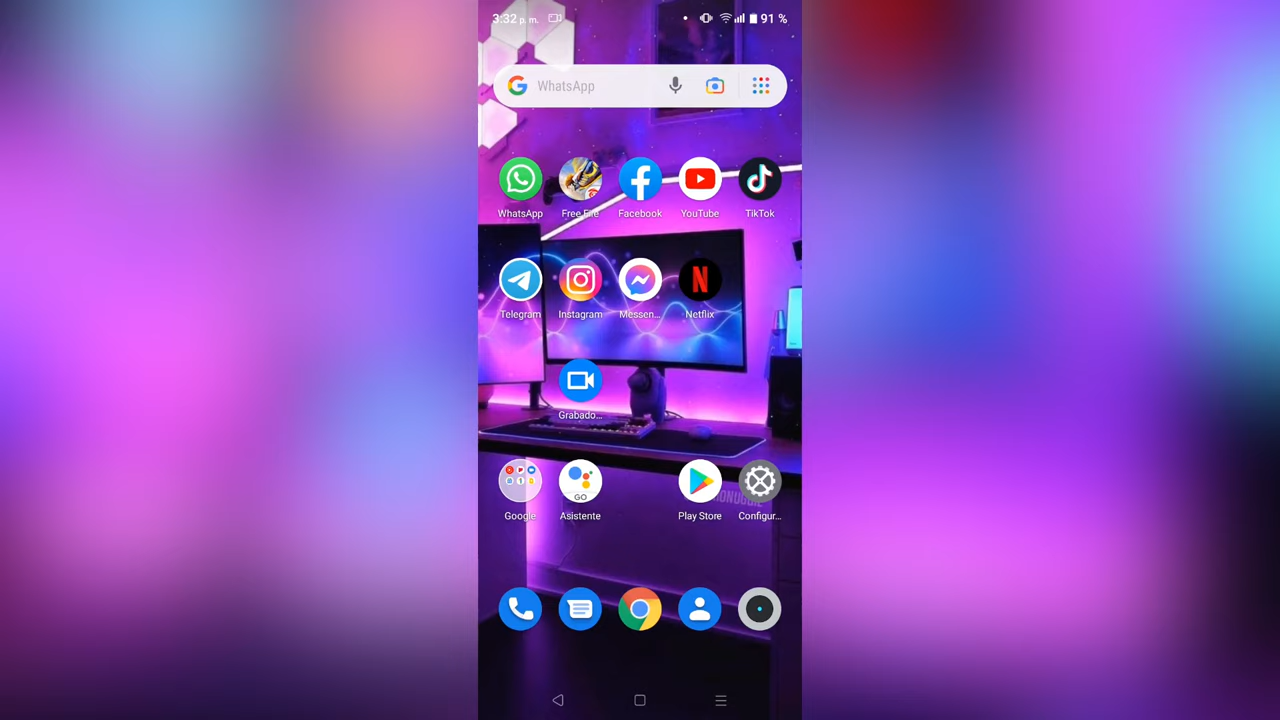 3:32 p. m. 91 %
WhatsApp
WhatsApp Free Fire Facebook YouTube TikTok
Telegram Instagram Messen... Netflix
Grabado...
GO
Google Asistente Play Store Configur...